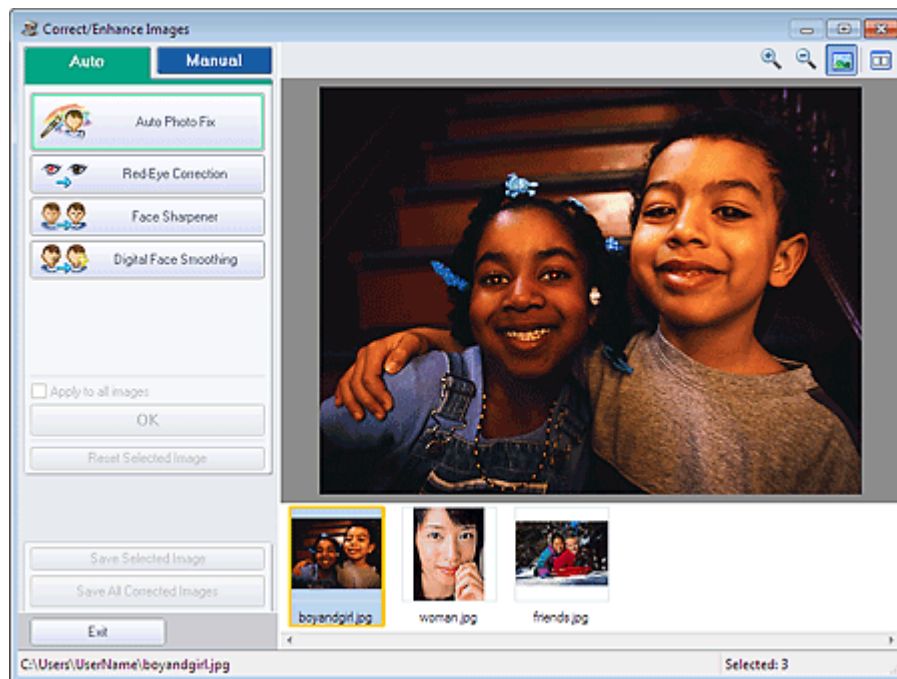 Correct/Enhance Images
Auto
Manual
Auto Photo Fix
Red-Eye Correction
Face Sharpener
Digital Face Smoothing
Apply to all images
OK
Reset Selected Image
Save Selected Image
Save All Corrected Images
Exit
boyandgirl.jpg
woman.jpg
friends.jpg
C:\Users\UserName\boyandgirl.jpg
Selected: 3